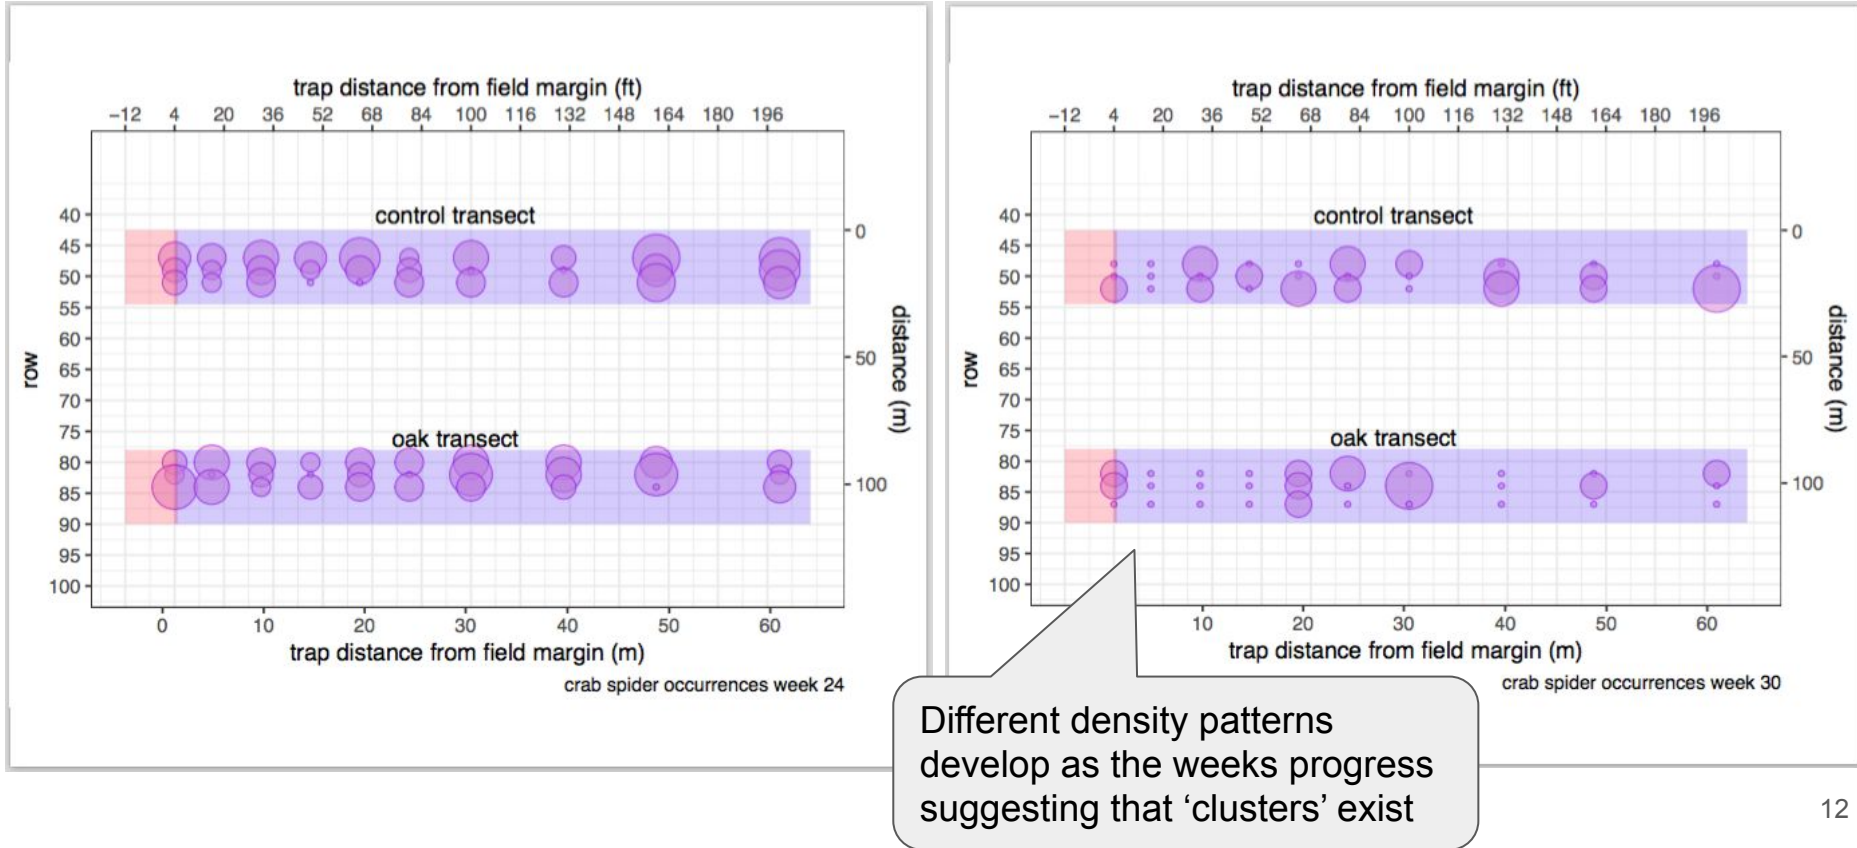 trap distance from field margin (ft)
−12 4 20 36 52 68 84 100 116 132 148 164 180 196
control transect
40
45
50
55
60
65
70
75
80
85
90
95
100
row
0
50
100
distance (m)
oak transect
0 10 20 30 40 50 60
trap distance from field margin (m)
crab spider occurrences week 24
trap distance from field margin (ft)
−12 4 20 36 52 68 84 100 116 132 148 164 180 196
control transect
40
45
50
55
60
65
70
75
80
85
90
95
100
row
0
50
100
distance (m)
oak transect
10 20 30 40 50 60
trap distance from field margin (m)
crab spider occurrences week 30
Different density patterns
develop as the weeks progress
suggesting that ‘clusters’ exist
12